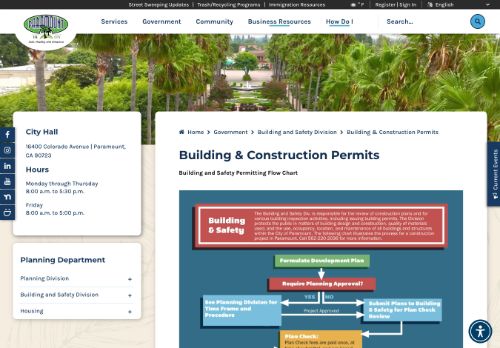 Street Sweeping Updates | Trash/Recycling Programs | Immigration Resources
° F
Register | Sign In
English
PARAMOUNT
Services Government Community Business Resources How Do I
Search...
City Hall
16400 Colorado Avenue | Paramount,
CA 90723
Hours
Monday through Thursday
8:00 a.m. to 5:30 p.m.
Friday
8:00 a.m. to 5:00 p.m.
Planning Department
Planning Division +
Building and Safety Division +
Housing +
Home > Government > Building and Safety Division > Building & Construction Permits
Building & Construction Permits
Building and Safety Permitting Flow Chart
Building
& Safety
The Building and Safety Div. is responsible for the review of construction plans and for
various building inspection activities, including issuing building permits. The Division
protects the public in matters of building design and construction, quality of materials
used, and the use, occupancy, location, and maintenance of all buildings and structures
within the City of Paramount. The following chart illustrates the process for a construction
project in Paramount. Call 562-220-2030 for more information.
Formulate Development Plan
Require Planning Approval?
YES NO
See Planning Division for
Time Frame and
Procedure
Project Approved
Submit Plans to Building
& Safety for Plan Check
Review
Plan Check:
Plan Check fees are paid once, at
Current Events